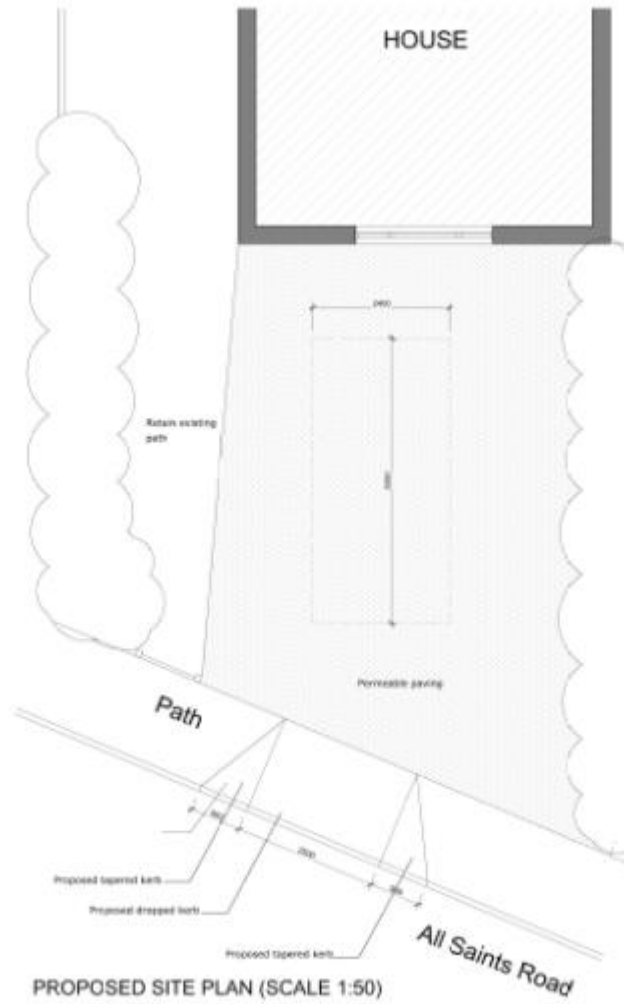 HOUSE
2400
Retain existing
path
Permeable paving
Path
Proposed tapered kerb
Proposed dropped kerb
Proposed tapered kerb
All Saints Road
PROPOSED SITE PLAN (SCALE 1:50)